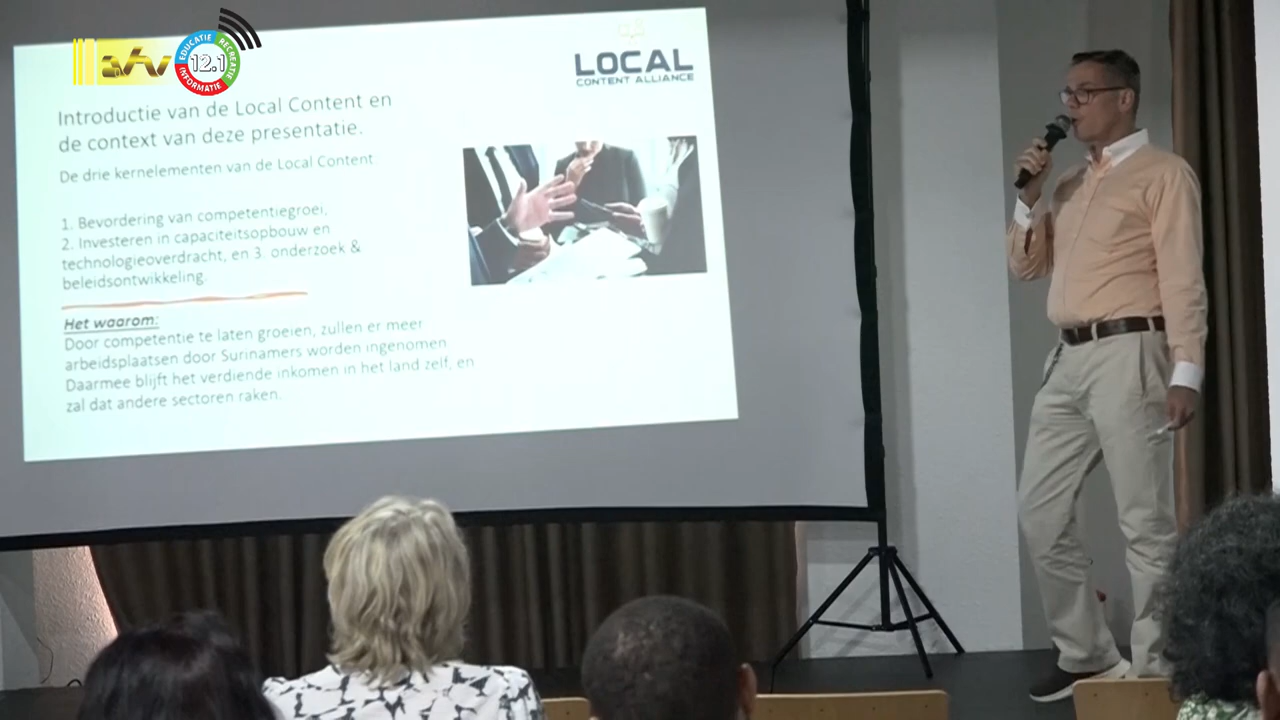 atv
EDUCATIE
RECREATIE
INFORMATIE
12.1
LOCAL
CONTENT ALLIANCE
Introductie van de Local Content en
de context van deze presentatie.
De drie kernelementen van de Local Content
1. Bevordering van competentiegroei,
2. Investeren in capaciteitsopbouw en
technologieoverdracht, en 3. onderzoek &
beleidsontwikkeling.
Het waarom:
Door competentie te laten groeien, zullen er meer
arbeidsplaatsen door Surinamers worden ingenomen
Daarmee blijft het verdiende inkomen in het land zelf, en
zal dat andere sectoren raken.